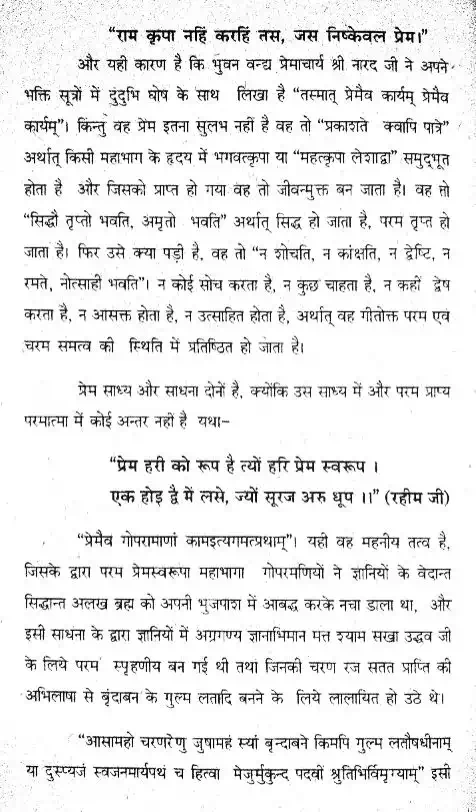 “राम कृपा नहिं करहिं तस, जस निष्केवल प्रेम।”
और यही कारण है कि भुवन वन्द्य प्रेमाचार्य श्री नारद जी ने अपने
भक्ति सूत्रों में दुंदुभि घोष के साथ लिखा है “तस्मात् प्रेमैव कार्यम् प्रेमैव
कार्यम्”। किंन्तु वह प्रेम इतना सुलभ नहीं है वह तो “प्रकाशते क्वापि पात्रे”
अर्थात् किसी महाभाग के हृदय में भगवत्कृपा या “महत्कृपा लेशाद्वा” समुद्भूत
होता है और जिसको प्राप्त हो गया वह तो जीवन्मुक्त बन जाता है। वह तो
“सिद्धौ तृप्तो भवति, अमृतो भवति” अर्थात् सिद्ध हो जाता है, परम तृप्त हो
जाता है। फिर उसे क्या पड़ी है, वह तो “न शोचति, न कांक्षति, न द्वेष्टि, न
रमते, नोत्साही भवति”। न कोई सोच करता है, न कुछ चाहता है, न कहीं द्वेष
करता है, न आसक्त होता है, न उत्साहित होता है, अर्थात् वह गीतोक्त परम एवं
चरम समत्व की स्थिति में प्रतिष्ठित हो जाता है।
प्रेम साध्य और साधना दोनों है, क्योंकि उस साध्य में और परम प्राप्य
परमात्मा में कोई अन्तर नहीं है यथा–
“प्रेम हरी को रूप है त्यों हरि प्रेम स्वरूप ।
एक होइ द्वै में लसे, ज्यों सूरज अरु धूप ।।” (रहीम जी)
“प्रेमैव गोपरामाणां कामइत्यगमत्प्रथाम्”। यही वह महनीय तत्व है,
जिसके द्वारा परम प्रेमस्वरूपा महाभागा गोपरमणियों ने ज्ञानियों के वेदान्त
सिद्धान्त अलख ब्रह्म को अपनी भुजपाश में आबद्ध करके नचा डाला था, और
इसी साधना के द्वारा ज्ञानियों में अग्रगण्य ज्ञानाभिमान मत्त श्याम सखा उद्धव जी
के लिये परम स्पृहणीय बन गई थी तथा जिनकी चरण रज सतत प्राप्ति की
अभिलाषा से बृंदाबन के गुल्म लतादि बनने के लिये लालायित हो उठे थे।
“आसामहो चरणरेणु जुषामहं स्यां बृन्दाबने किमपि गुल्म लतौषधीनाम्
या दुस्प्यजं स्वजनमार्यपथं च हित्वा मेजुर्मुकुन्द पदवीं श्रुतिभिर्विमृग्याम्” इसी